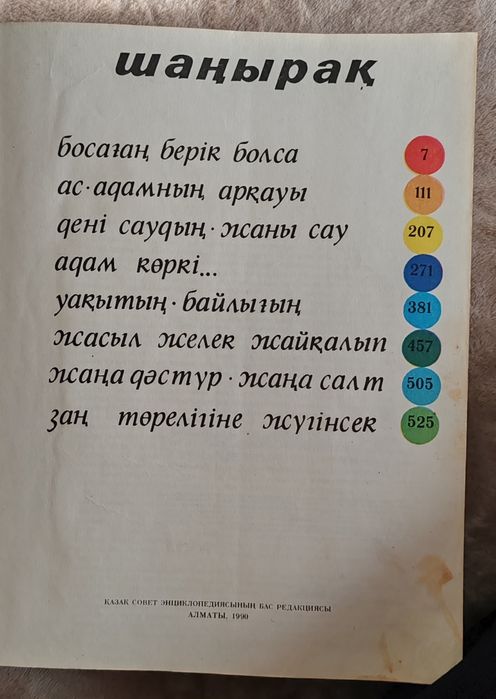 шаңырақ
босағаң берік болса 7
ас·адамның арқауы 111
дені саудың·жаны сау 207
адам көркі... 271
уақытың·байлығың 381
жасыл желек жайқалып 457
жаңа дәстүр·жаңа салт 505
заң төрелігіне жүгінсек 525
ҚАЗАҚ СОВЕТ ЭНЦИКЛОПЕДИЯСЫНЫҢ БАС РЕДАКЦИЯСЫ
АЛМАТЫ, 1990